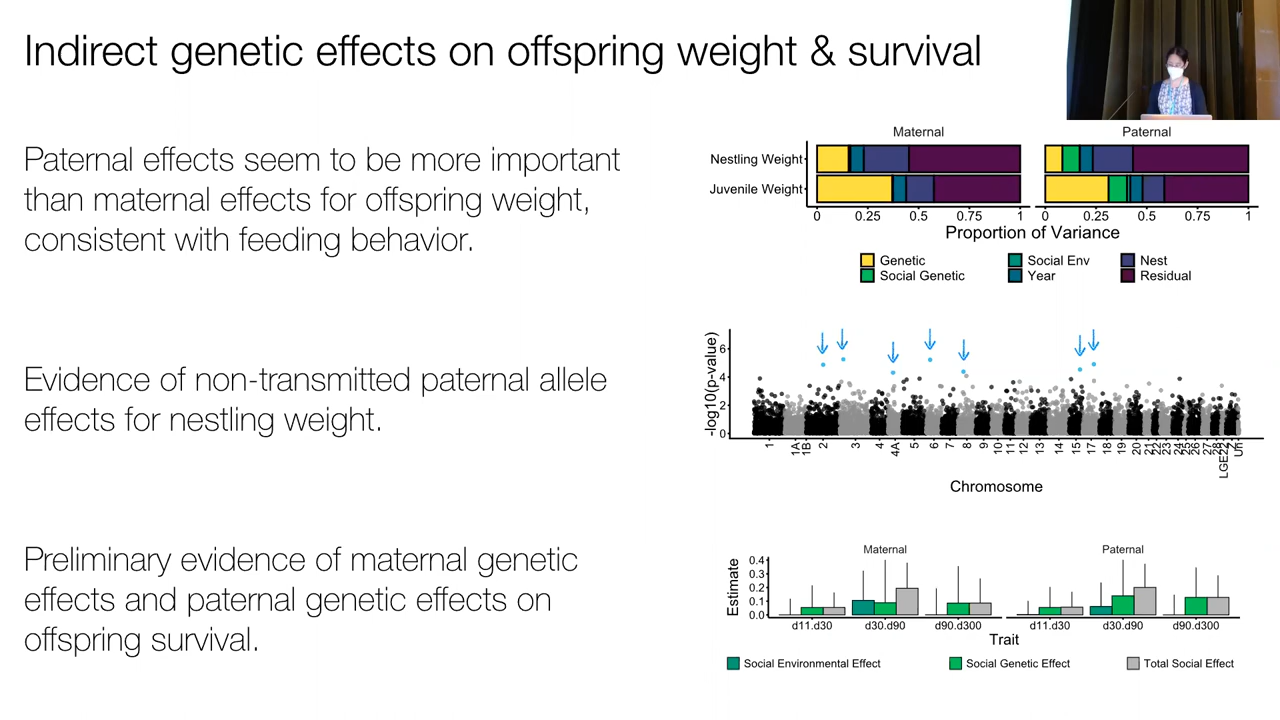 Indirect genetic effects on offspring weight & survival
Paternal effects seem to be more important
than maternal effects for offspring weight,
consistent with feeding behavior.
Evidence of non-transmitted paternal allele
effects for nestling weight.
Preliminary evidence of maternal genetic
effects and paternal genetic effects on
offspring survival.
Maternal Paternal
Nestling Weight
Juvenile Weight
0 0.25 0.5 0.75 1 0 0.25 0.5 0.75 1
Proportion of Variance
Genetic Social Env Nest
Social Genetic Year Residual
-log10(p-value)
6
4
2
0
1 1A 1B 2 3 4 4A 5 6 7 8 9 10 11 12 13 14 15 17 18 19 20 21 22 23 24 25 26 27 28 LGE22 Z Un
Chromosome
Maternal Paternal
Estimate
0.4
0.3
0.2
0.1
0.0
d11.d30 d30.d90 d90.d300 d11.d30 d30.d90 d90.d300
Trait
Social Environmental Effect Social Genetic Effect Total Social Effect